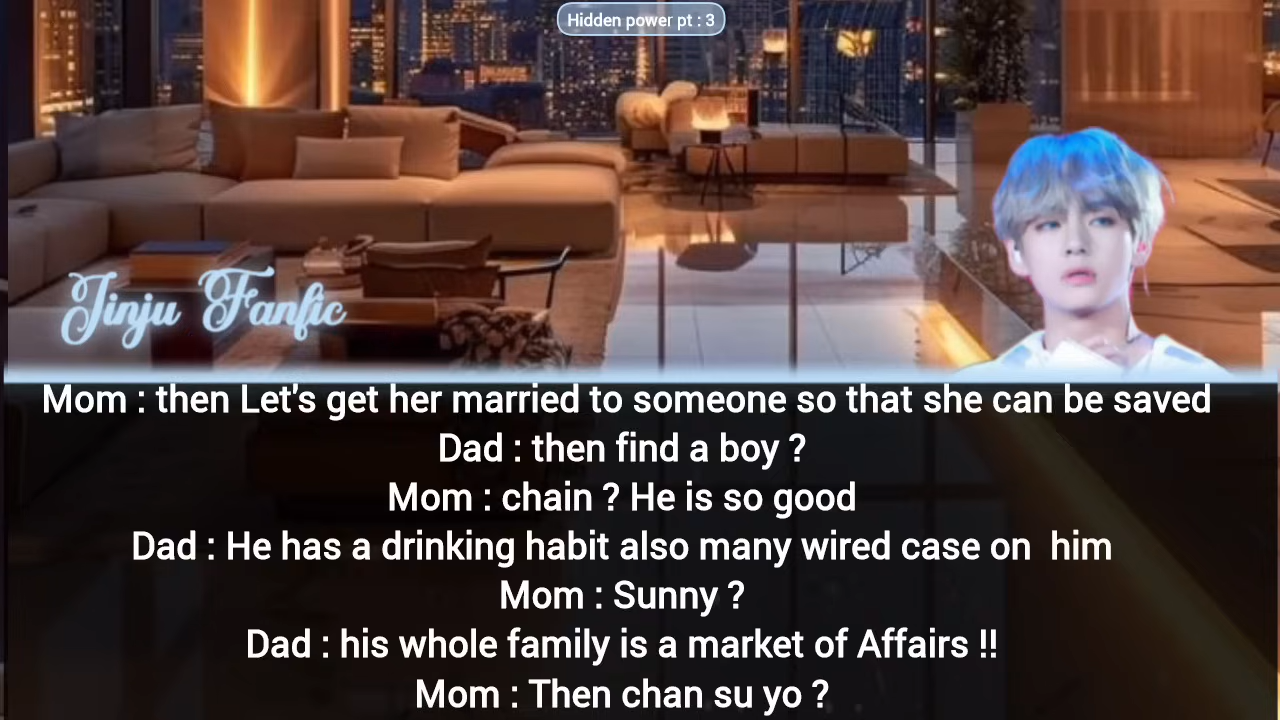 Hidden power pt : 3
Jinju Fanfic
Mom : then Let's get her married to someone so that she can be saved
Dad : then find a boy ?
Mom : chain ? He is so good
Dad : He has a drinking habit also many wired case on  him
Mom : Sunny ?
Dad : his whole family is a market of Affairs !!
Mom : Then chan su yo ?